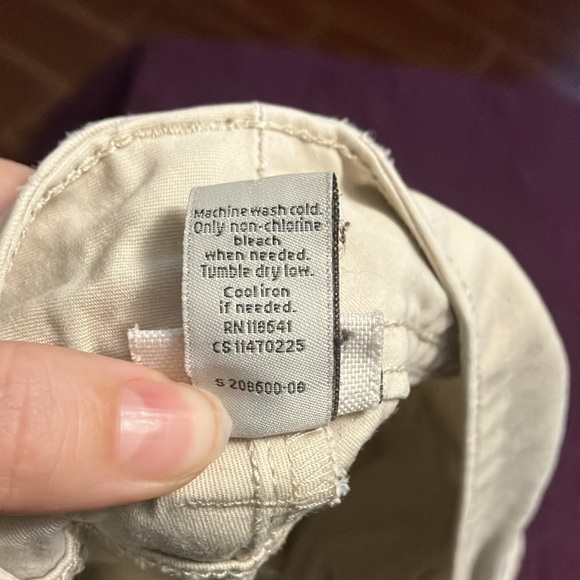 Machine wash cold.
Only non-chlorine
bleach
when needed.
Tumble dry low.
Cool iron
if needed.
RN 118641
CS 11470225
S 208600-08